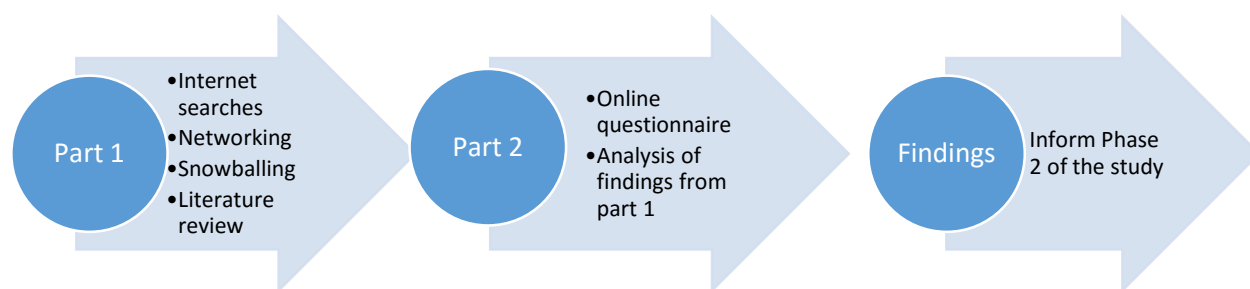 Part 1
•Internet
searches
•Networking
•Snowballing
•Literature
review
Part 2
•Online
questionnaire
•Analysis of
findings from
part 1
Findings
Inform Phase
2 of the study